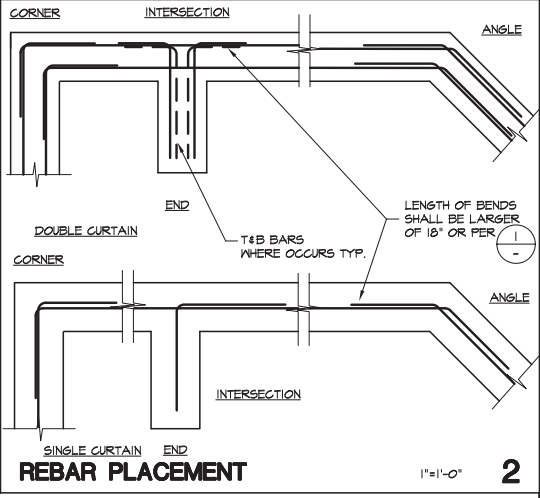 CORNER
INTERSECTION
ANGLE
END
DOUBLE CURTAIN
T&B BARS
WHERE OCCURS TYP.
LENGTH OF BENDS
SHALL BE LARGER
OF 18" OR PER
1
-
CORNER
ANGLE
INTERSECTION
SINGLE CURTAIN
END
REBAR PLACEMENT
1"=1'-0"
2